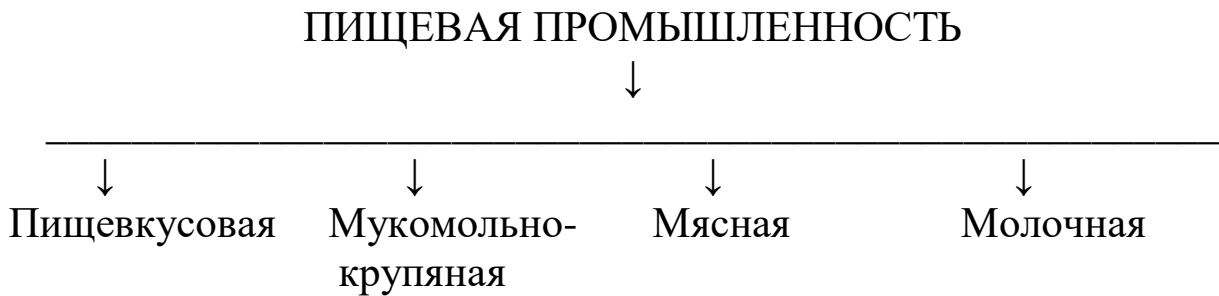 ПИЩЕВАЯ ПРОМЫШЛЕННОСТЬ
↓
↓ ↓ ↓ ↓
Пищевкусовая Мукомольно- Мясная Молочная
крупяная